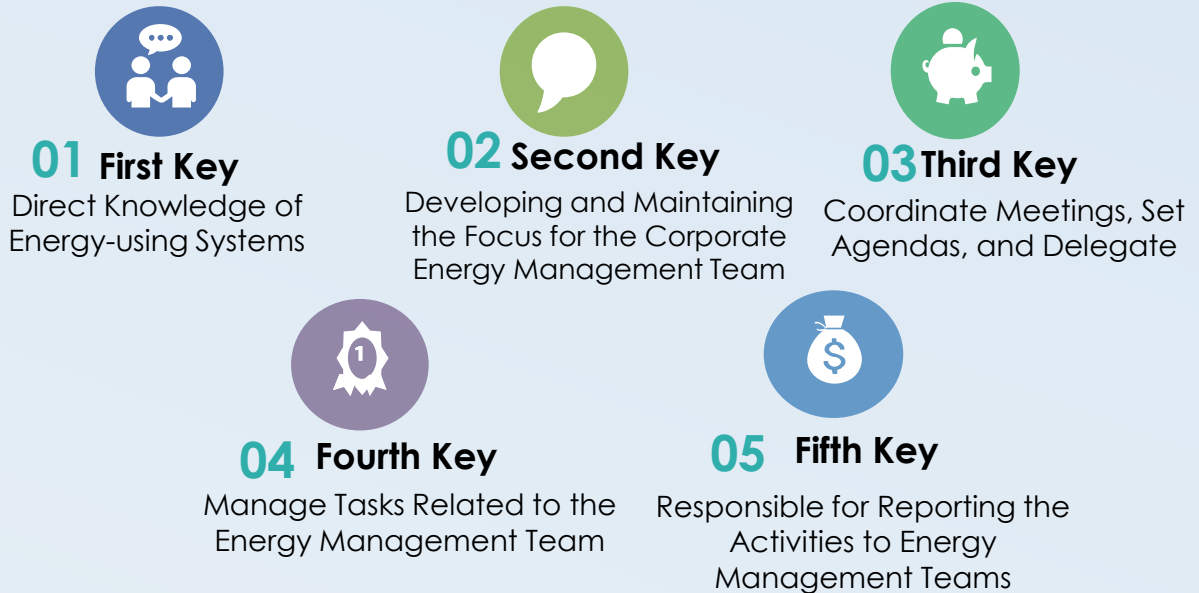 01 First Key
Direct Knowledge of
Energy-using Systems
02 Second Key
Developing and Maintaining
the Focus for the Corporate
Energy Management Team
03 Third Key
Coordinate Meetings, Set
Agendas, and Delegate
1
04 Fourth Key
Manage Tasks Related to the
Energy Management Team
$
05 Fifth Key
Responsible for Reporting the
Activities to Energy
Management Teams